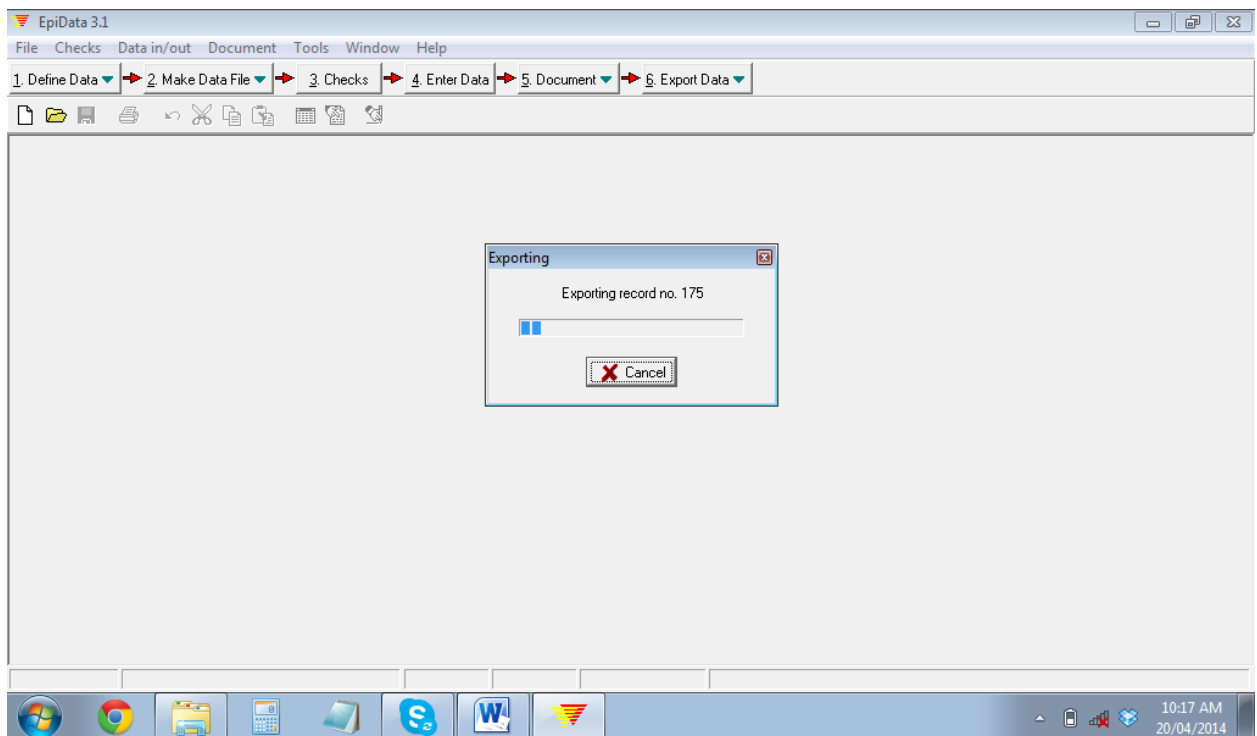 EpiData 3.1
File Checks Data in/out Document Tools Window Help
1. Define Data 2. Make Data File 3. Checks 4. Enter Data 5. Document 6. Export Data
Exporting
Exporting record no. 175
Cancel
10:17 AM
20/04/2014